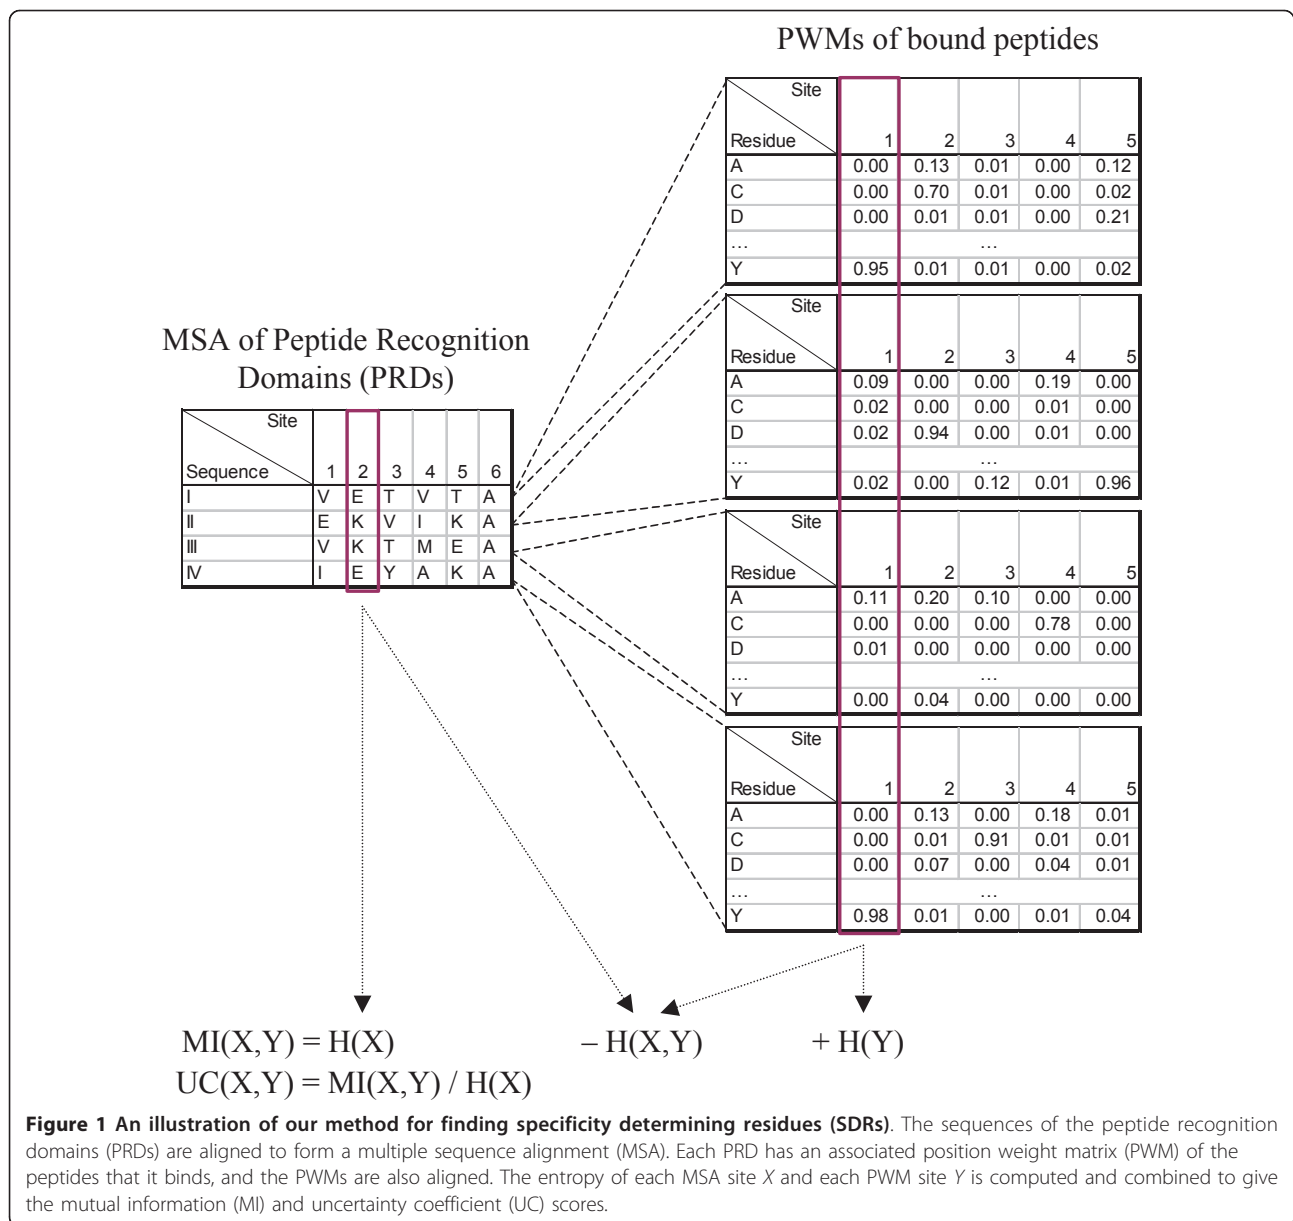 PWMs of bound peptides
Site
Residue 1 2 3 4 5
A 0.00 0.13 0.01 0.00 0.12
C 0.00 0.70 0.01 0.00 0.02
D 0.00 0.01 0.01 0.00 0.21
... ...
Y 0.95 0.01 0.01 0.00 0.02
Site
Residue 1 2 3 4 5
A 0.09 0.00 0.00 0.19 0.00
C 0.02 0.00 0.00 0.01 0.00
D 0.02 0.94 0.00 0.01 0.00
... ...
Y 0.02 0.00 0.12 0.01 0.96
MSA of Peptide Recognition
Domains (PRDs)
Site
Sequence 1 2 3 4 5 6
I V E T V T A
II E K V I K A
III V K T M E A
IV I E Y A K A
Site
Residue 1 2 3 4 5
A 0.11 0.20 0.10 0.00 0.00
C 0.00 0.00 0.00 0.78 0.00
D 0.01 0.00 0.00 0.00 0.00
... ...
Y 0.00 0.04 0.00 0.00 0.00
Site
Residue 1 2 3 4 5
A 0.00 0.13 0.00 0.18 0.01
C 0.00 0.01 0.91 0.01 0.01
D 0.00 0.07 0.00 0.04 0.01
... ...
Y 0.98 0.01 0.00 0.01 0.04
MI(X,Y) = H(X) – H(X,Y) + H(Y)
UC(X,Y) = MI(X,Y) / H(X)
Figure 1 An illustration of our method for finding specificity determining residues (SDRs). The sequences of the peptide recognition
domains (PRDs) are aligned to form a multiple sequence alignment (MSA). Each PRD has an associated position weight matrix (PWM) of the
peptides that it binds, and the PWMs are also aligned. The entropy of each MSA site X and each PWM site Y is computed and combined to give
the mutual information (MI) and uncertainty coefficient (UC) scores.